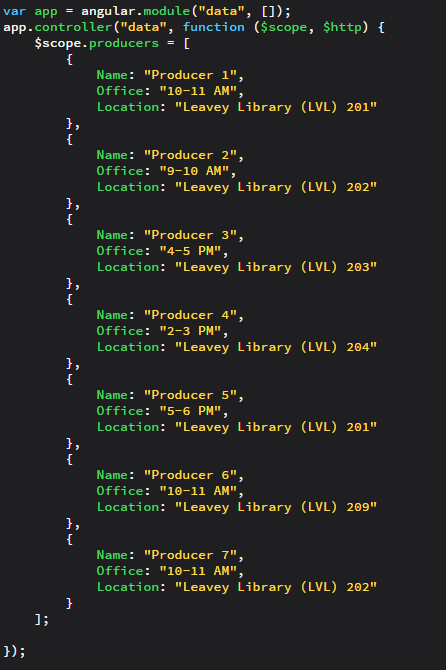 var app = angular.module("data", []);
app.controller("data", function ($scope, $http) {
    $scope.producers = [
        {
            Name: "Producer 1",
            Office: "10-11 AM",
            Location: "Leavey Library (LVL) 201"
        },
        {
            Name: "Producer 2",
            Office: "9-10 AM",
            Location: "Leavey Library (LVL) 202"
        },
        {
            Name: "Producer 3",
            Office: "4-5 PM",
            Location: "Leavey Library (LVL) 203"
        },
        {
            Name: "Producer 4",
            Office: "2-3 PM",
            Location: "Leavey Library (LVL) 204"
        },
        {
            Name: "Producer 5",
            Office: "5-6 PM",
            Location: "Leavey Library (LVL) 201"
        },
        {
            Name: "Producer 6",
            Office: "10-11 AM",
            Location: "Leavey Library (LVL) 209"
        },
        {
            Name: "Producer 7",
            Office: "10-11 AM",
            Location: "Leavey Library (LVL) 202"
        }
    ];

});